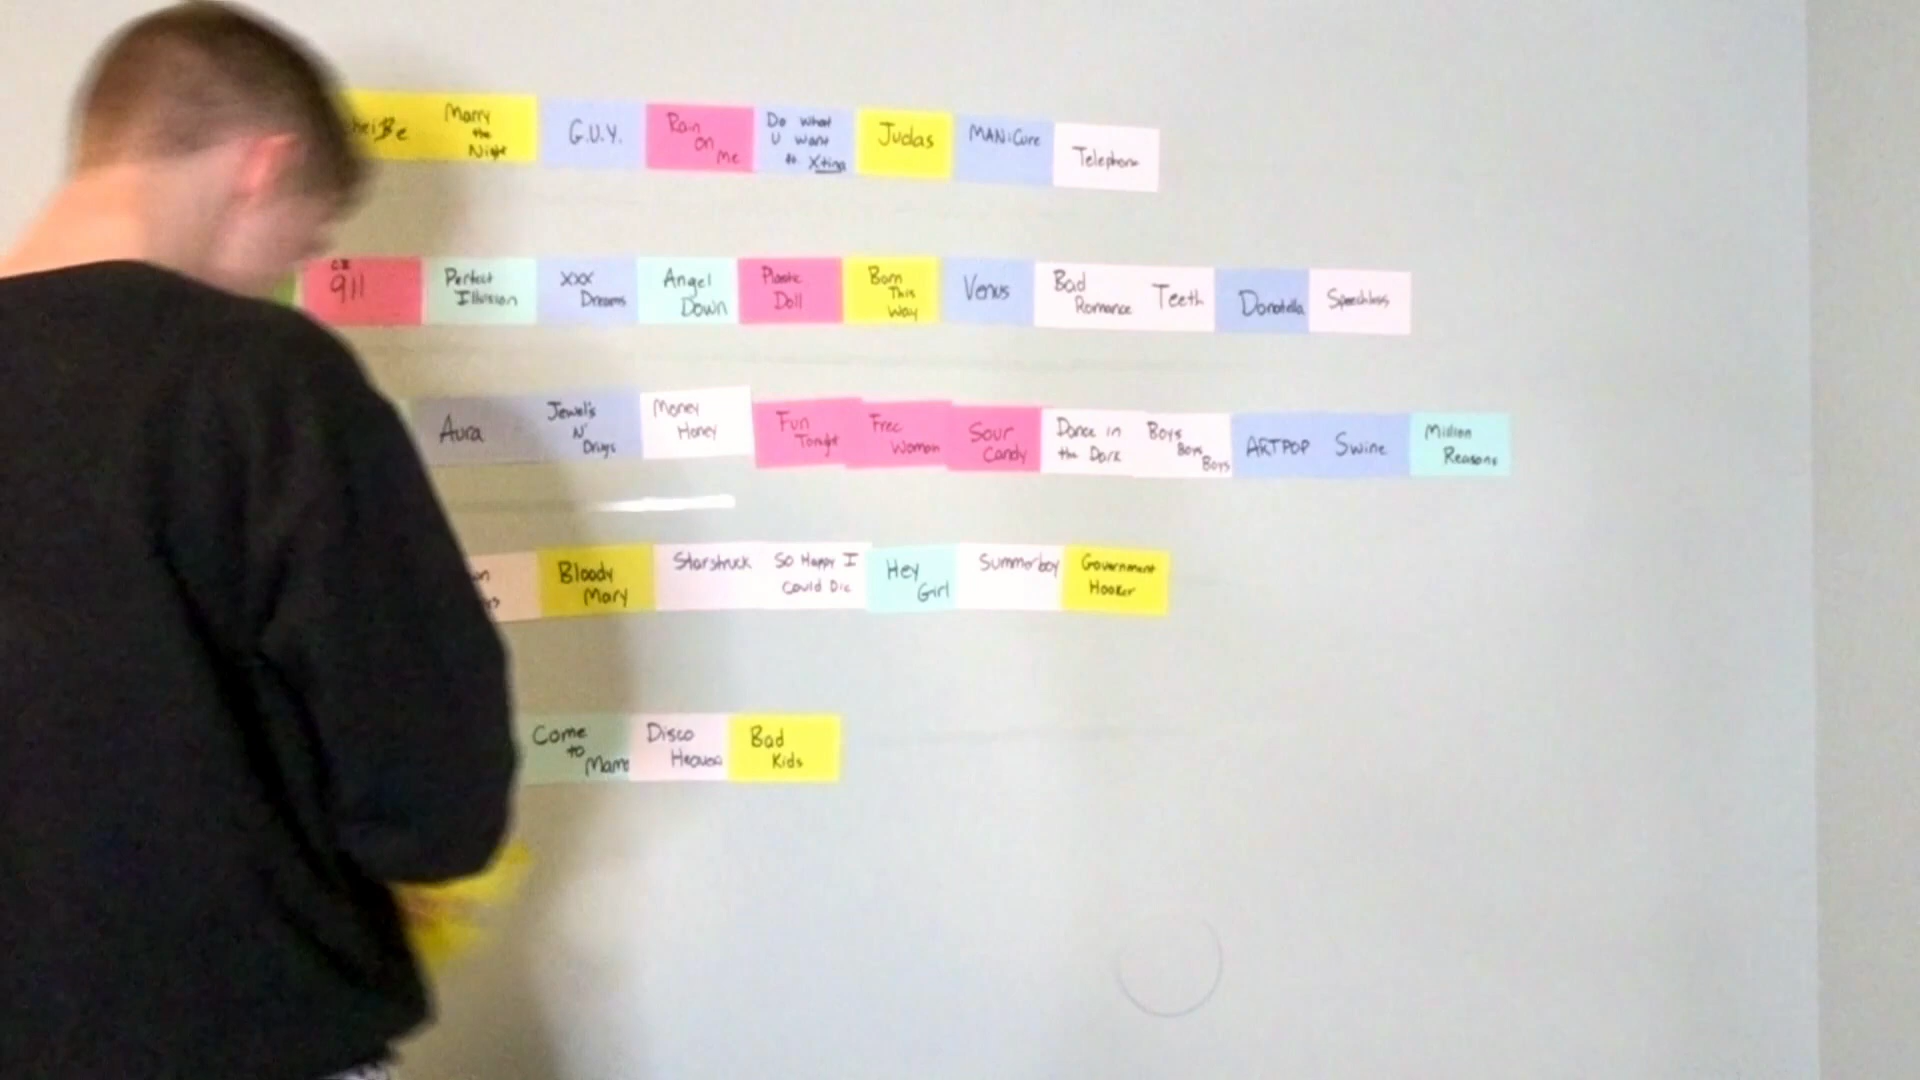 heiBe
Marry
the
Night
G.U.Y.
Rain
on
me
Do what
U want
ft. Xtina
Judas
MANiCure
Telephone
911
Perfect
Illusion
XXX
Dreams
Angel
Down
Plastic
Doll
Born
This
Way
Venus
Bad
Romance
Teeth
Donatella
Speechless
Aura
Jewel's
N'
Drugs
Money
Honey
Fun
Tonight
Free
Woman
Sour
Candy
Dance in
the Dark
Boys
Boys
Boys
ARTPOP
Swine
Million
Reasons
Bloody
Mary
Starstruck
So Happy I
Could Die
Hey
Girl
Summerboy
Government
Hooker
Come
to
Mama
Disco
Heaven
Bad
Kids